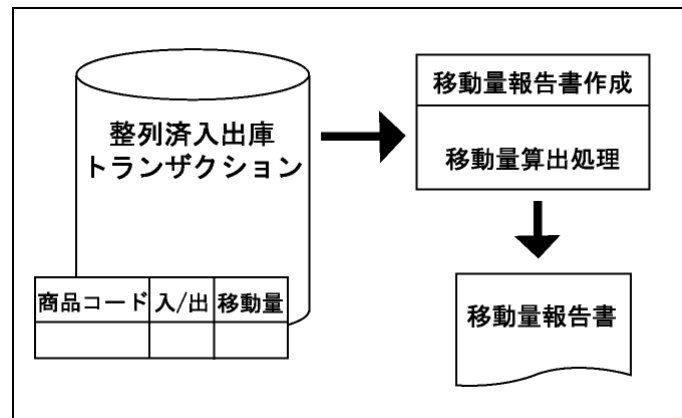 整列済入出庫
トランザクション
商品コード
入/出
移動量
移動量報告書作成
移動量算出処理
移動量報告書